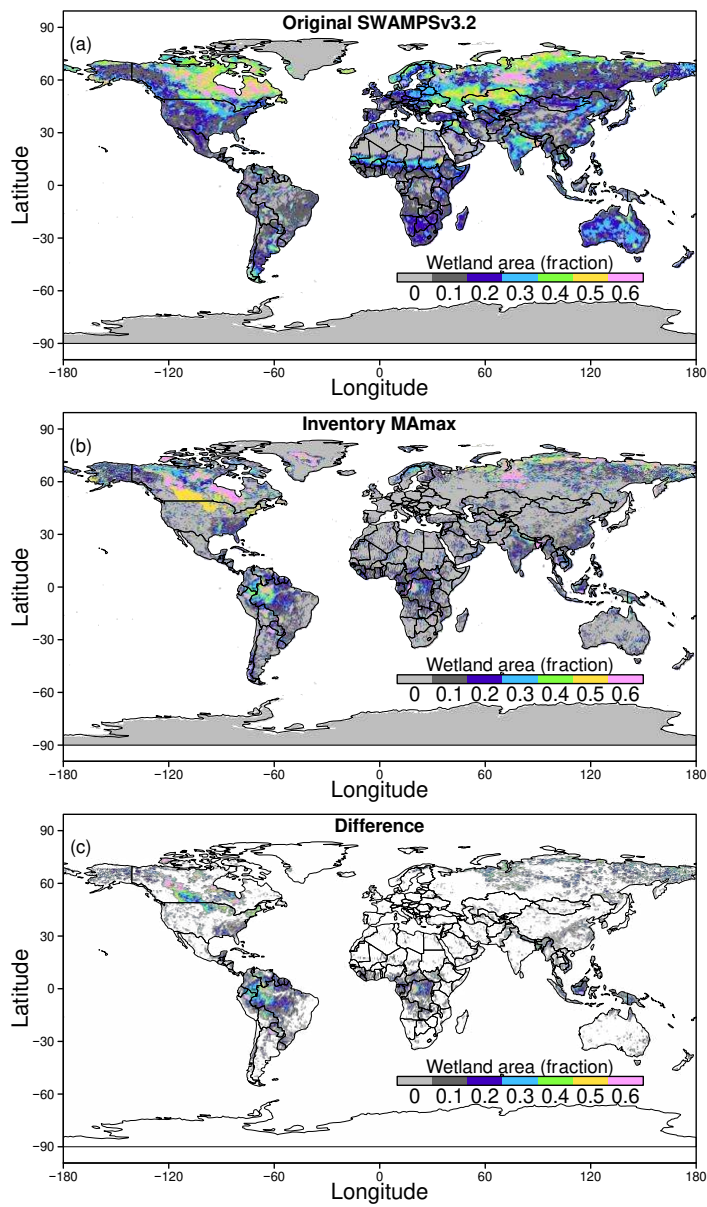 Original SWAMPSv3.2
(a)
90
60
30
0
−30
−60
−90
Latitude
Wetland area (fraction)
0 0.1 0.2 0.3 0.4 0.5 0.6
−180 −120 −60 0 60 120 180
Longitude
Inventory MAmax
(b)
90
60
30
0
−30
−60
−90
Latitude
Wetland area (fraction)
0 0.1 0.2 0.3 0.4 0.5 0.6
−180 −120 −60 0 60 120 180
Longitude
Difference
(c)
90
60
30
0
−30
−60
−90
Latitude
Wetland area (fraction)
0 0.1 0.2 0.3 0.4 0.5 0.6
−180 −120 −60 0 60 120 180
Longitude